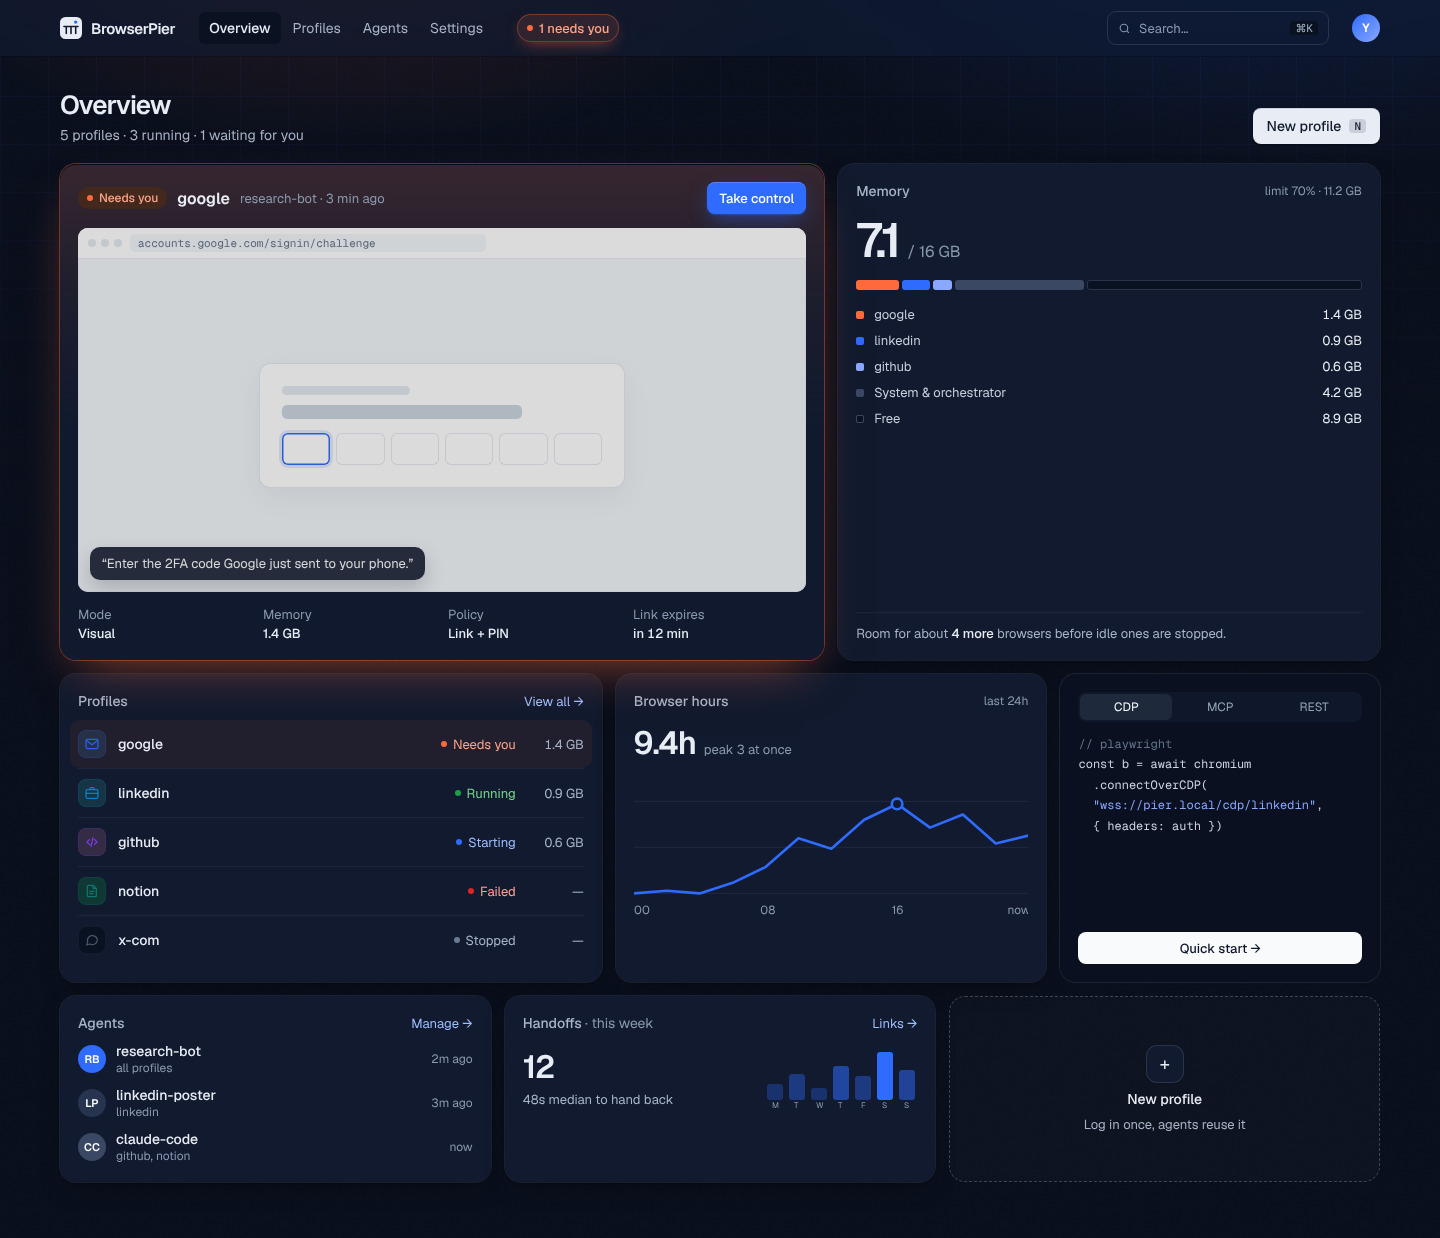 BrowserPier
Overview
Profiles
Agents
Settings
1 needs you
Search...
⌘K
Y
Overview
5 profiles · 3 running · 1 waiting for you
New profile N
Needs you
google
research-bot · 3 min ago
Take control
accounts.google.com/signin/challenge
“Enter the 2FA code Google just sent to your phone.”
Mode
Visual
Memory
1.4 GB
Policy
Link + PIN
Link expires
in 12 min
Memory
limit 70% · 11.2 GB
7.1 / 16 GB
google 1.4 GB
linkedin 0.9 GB
github 0.6 GB
System & orchestrator 4.2 GB
Free 8.9 GB
Room for about 4 more browsers before idle ones are stopped.
Profiles
View all →
google Needs you 1.4 GB
linkedin Running 0.9 GB
github Starting 0.6 GB
notion Failed —
x-com Stopped —
Browser hours
last 24h
9.4h peak 3 at once
00 08 16 now
CDP MCP REST
// playwright
const b = await chromium
.connectOverCDP(
"wss://pier.local/cdp/linkedin",
{ headers: auth })
Quick start →
Agents
Manage →
RB research-bot 2m ago
all profiles
LP linkedin-poster 3m ago
linkedin
CC claude-code now
github, notion
Handoffs · this week
Links →
12
48s median to hand back
M T W T F S S
+
New profile
Log in once, agents reuse it